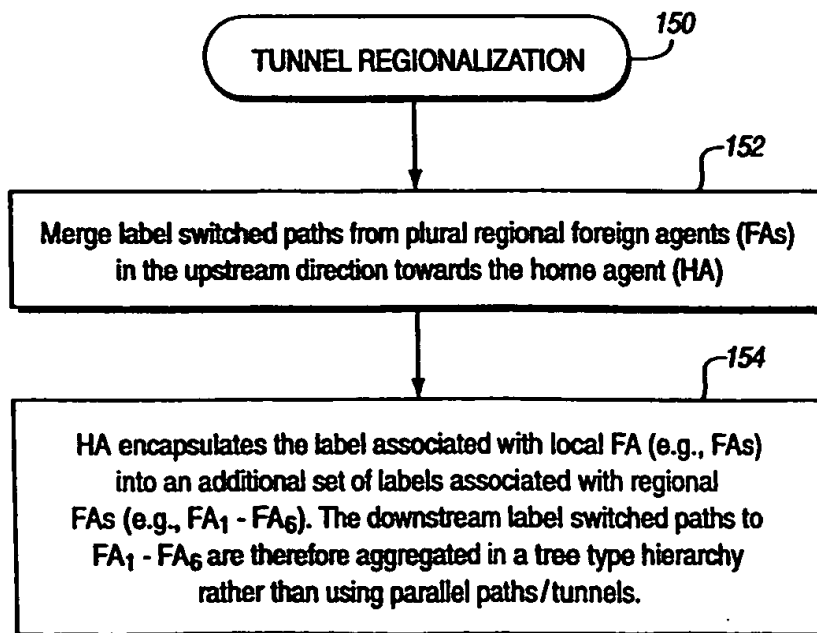 150
TUNNEL REGIONALIZATION
152
Merge label switched paths from plural regional foreign agents (FAs)
in the upstream direction towards the home agent (HA)
154
HA encapsulates the label associated with local FA (e.g., FAs)
into an additional set of labels associated with regional
FAs (e.g., FA₁ - FA₆). The downstream label switched paths to
FA₁ - FA₆ are therefore aggregated in a tree type hierarchy
rather than using parallel paths/tunnels.